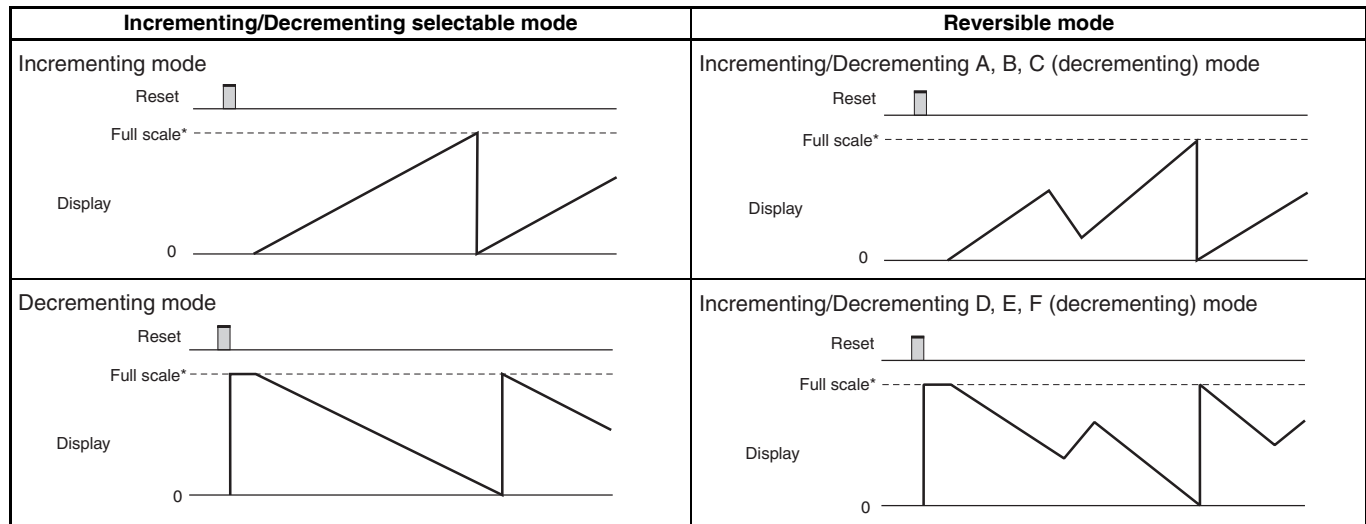 Incrementing/Decrementing selectable mode
Reversible mode
Incrementing mode
Reset
Full scale*
Display
0
Incrementing/Decrementing A, B, C (decrementing) mode
Reset
Full scale*
Display
0
Decrementing mode
Reset
Full scale*
Display
0
Incrementing/Decrementing D, E, F (decrementing) mode
Reset
Full scale*
Display
0